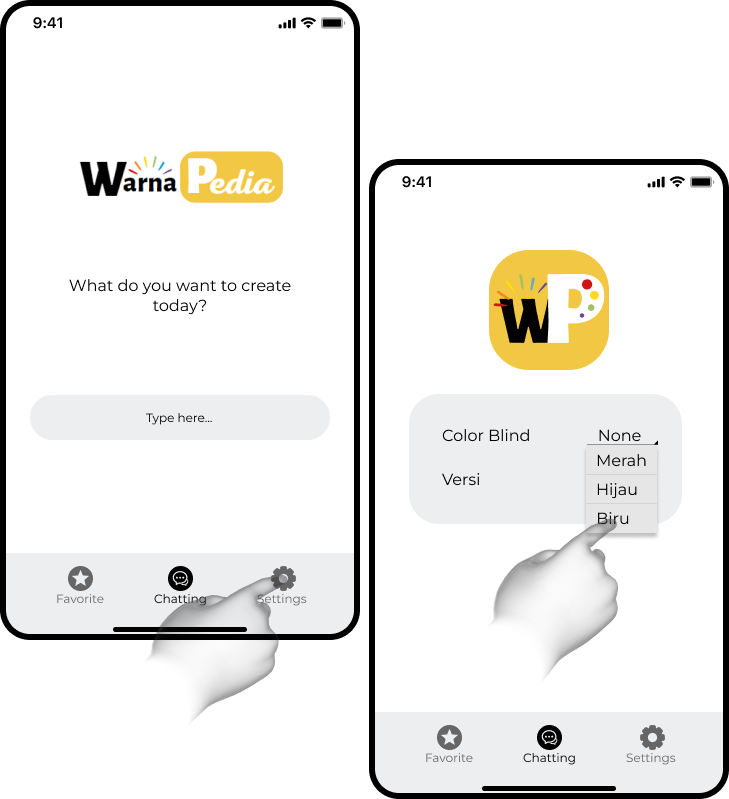 9:41
Warna Pedia
What do you want to create
today?
Type here...
Favorite
Chatting
Settings
9:41
WP
Color Blind
None
Merah
Hijau
Biru
Versi
Favorite
Chatting
Settings